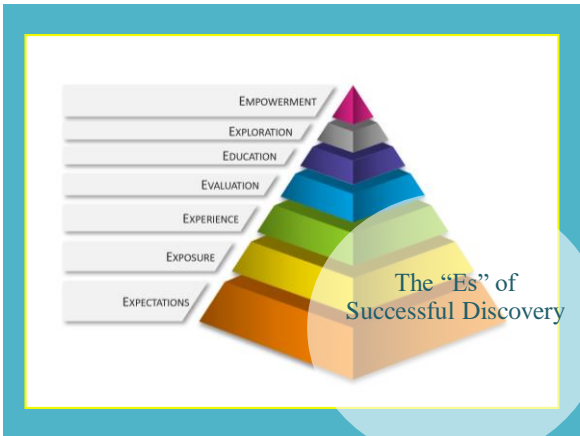 EMPOWERMENT
EXPLORATION
EDUCATION
EVALUATION
EXPERIENCE
EXPOSURE
EXPECTATIONS
The “Es” of
Successful Discovery